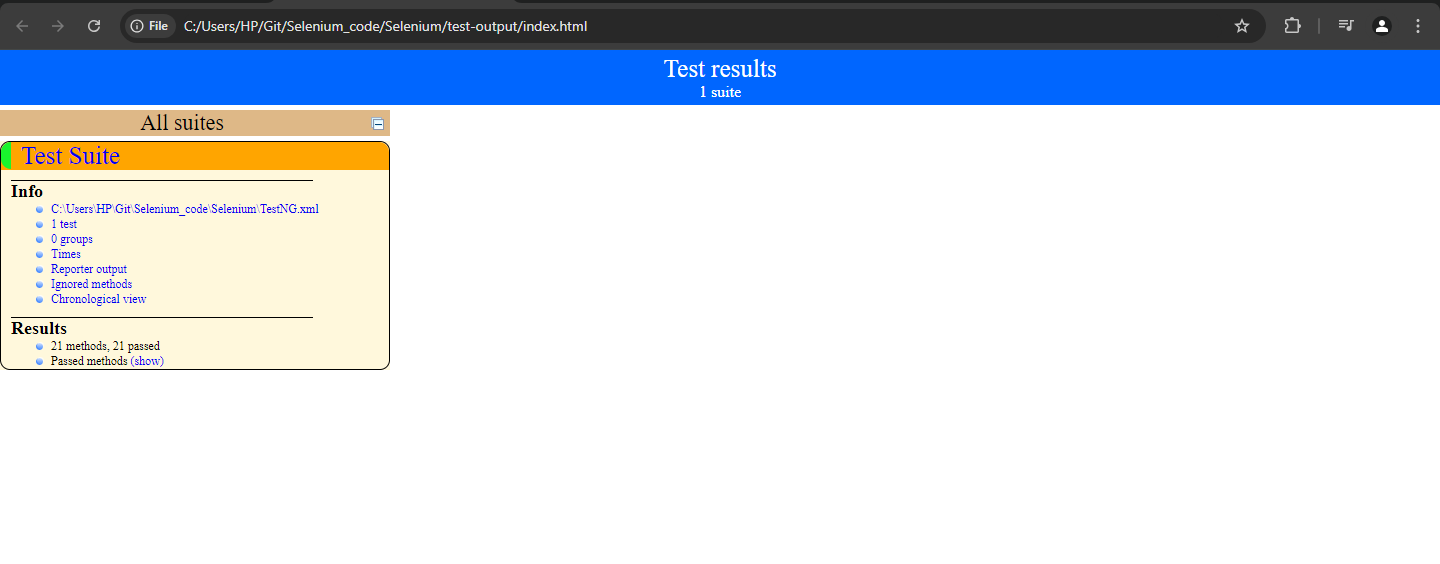 File C:/Users/HP/Git/Selenium_code/Selenium/test-output/index.html
Test results
1 suite
All suites
Test Suite
Info
C:\Users\HP\Git\Selenium_code\Selenium\TestNG.xml
1 test
0 groups
Times
Reporter output
Ignored methods
Chronological view
Results
21 methods, 21 passed
Passed methods (show)